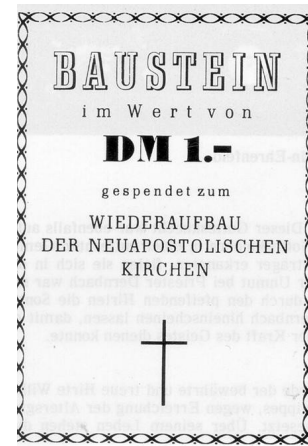 BAUSTEIN
im Wert von
DM 1.-
gespendet zum
WIEDERAUFBAU
DER NEUAPOSTOLISCHEN
KIRCHEN